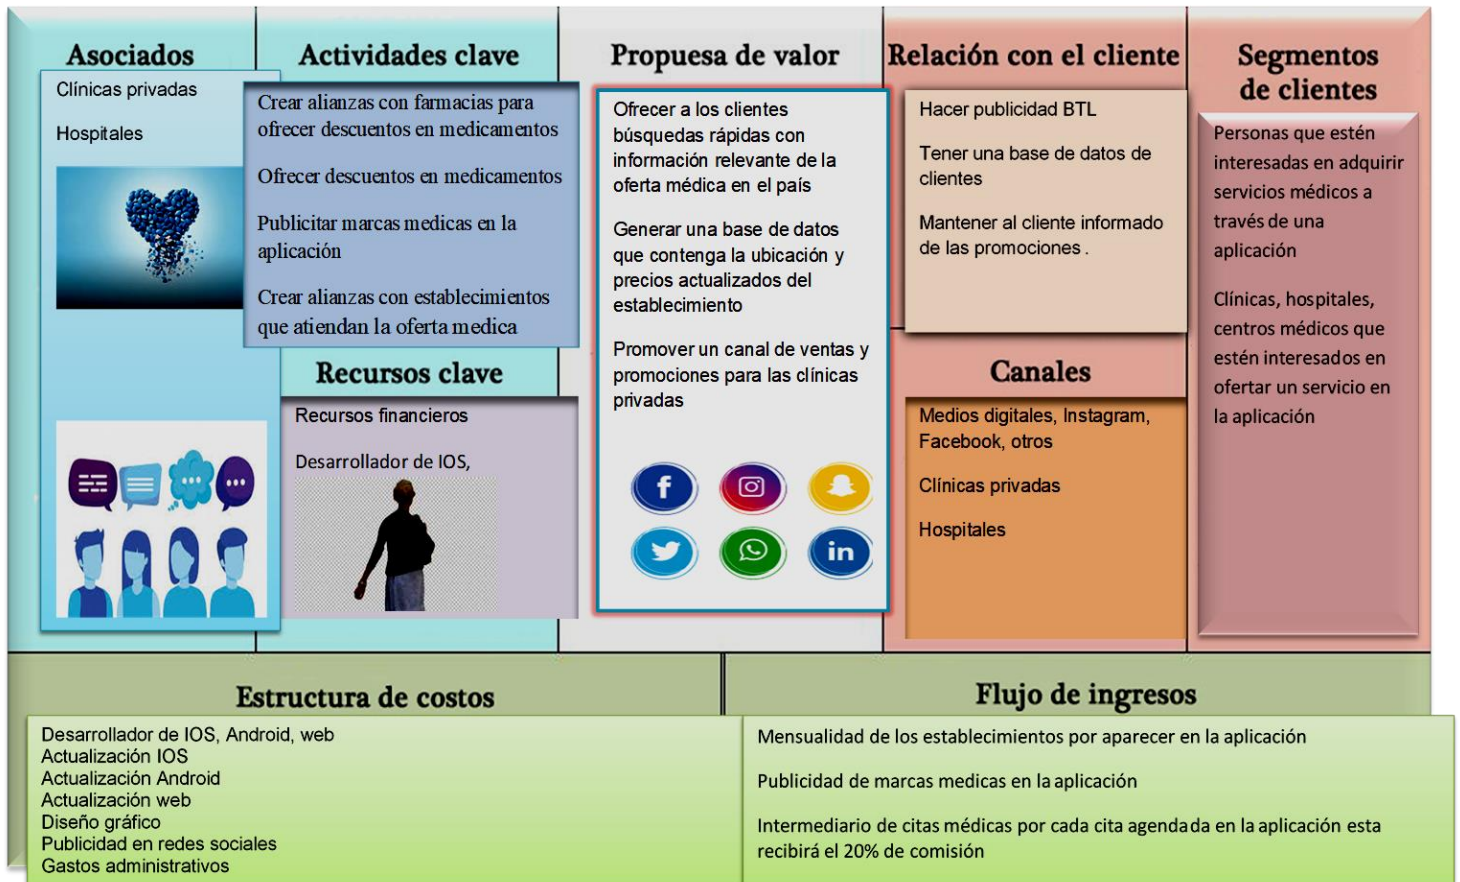 Asociados
Clínicas privadas
Hospitales
Actividades clave
Crear alianzas con farmacias para
ofrecer descuentos en medicamentos
Ofrecer descuentos en medicamentos
Publicitar marcas medicas en la
aplicación
Crear alianzas con establecimientos
que atiendan la oferta medica
Recursos clave
Recursos financieros
Desarrollador de IOS,
Propuesa de valor
Ofrecer a los clientes
búsquedas rápidas con
información relevante de la
oferta médica en el país
Generar una base de datos
que contenga la ubicación y
precios actualizados del
establecimiento
Promover un canal de ventas y
promociones para las clínicas
privadas
f
in
Relación con el cliente
Hacer publicidad BTL
Tener una base de datos de
clientes
Mantener al cliente informado
de las promociones .
Canales
Medios digitales, Instagram,
Facebook, otros
Clínicas privadas
Hospitales
Segmentos
de clientes
Personas que estén
interesadas en adquirir
servicios médicos a
través de una
aplicación
Clínicas, hospitales,
centros médicos que
estén interesados en
ofertar un servicio en
la aplicación
Estructura de costos
Desarrollador de IOS, Android, web
Actualización IOS
Actualización Android
Actualización web
Diseño gráfico
Publicidad en redes sociales
Gastos administrativos
Flujo de ingresos
Mensualidad de los establecimientos por aparecer en la aplicación
Publicidad de marcas medicas en la aplicación
Intermediario de citas médicas por cada cita agendada en la aplicación esta
recibirá el 20% de comisión